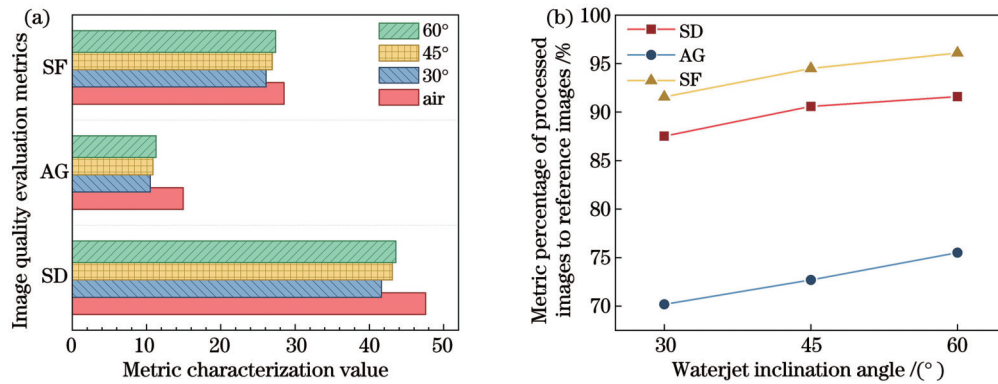 (a)
Image quality evaluation metrics
SF
AG
SD
60°
45°
30°
air
0
10
20
30
40
50
Metric characterization value
(b)
Metric percentage of processed
images to reference images /%
100
95
90
85
80
75
70
SD
AG
SF
30
45
60
Waterjet inclination angle /(°)